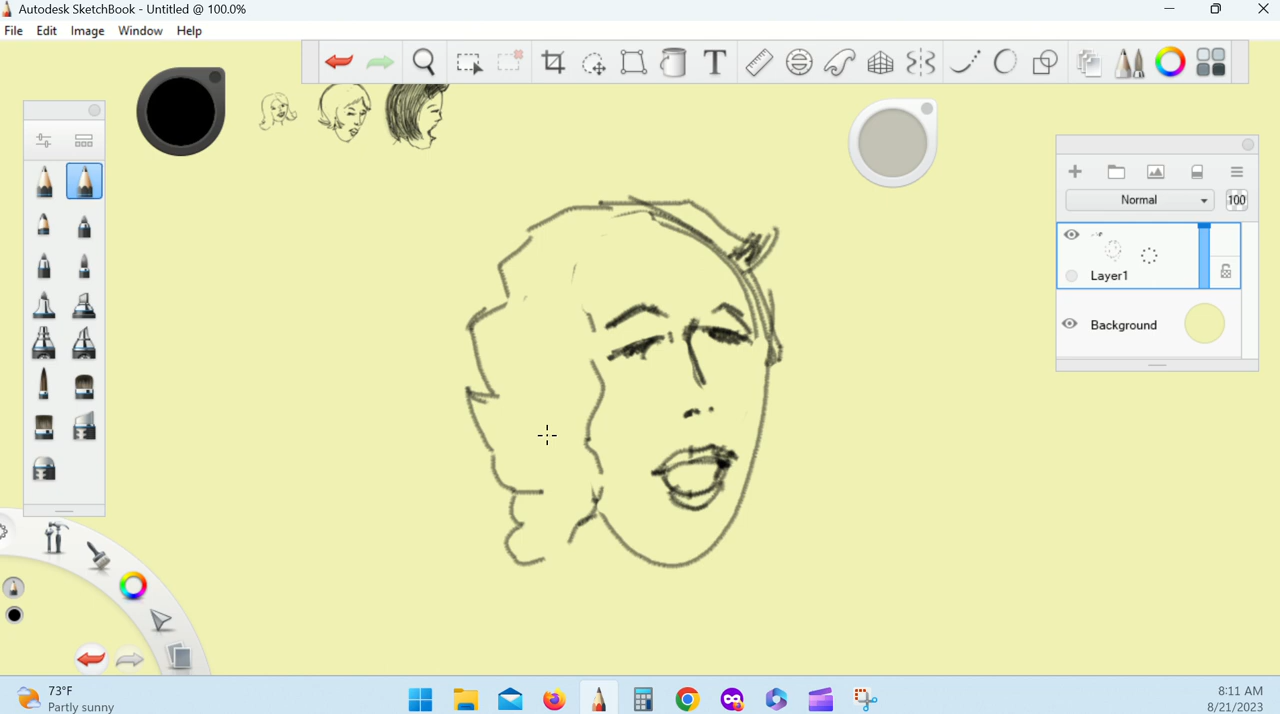 Autodesk SketchBook - Untitled @ 100.0%
File Edit Image Window Help
T
Normal 100
Layer1
Background
73°F
Partly sunny
8:11 AM
8/21/2023